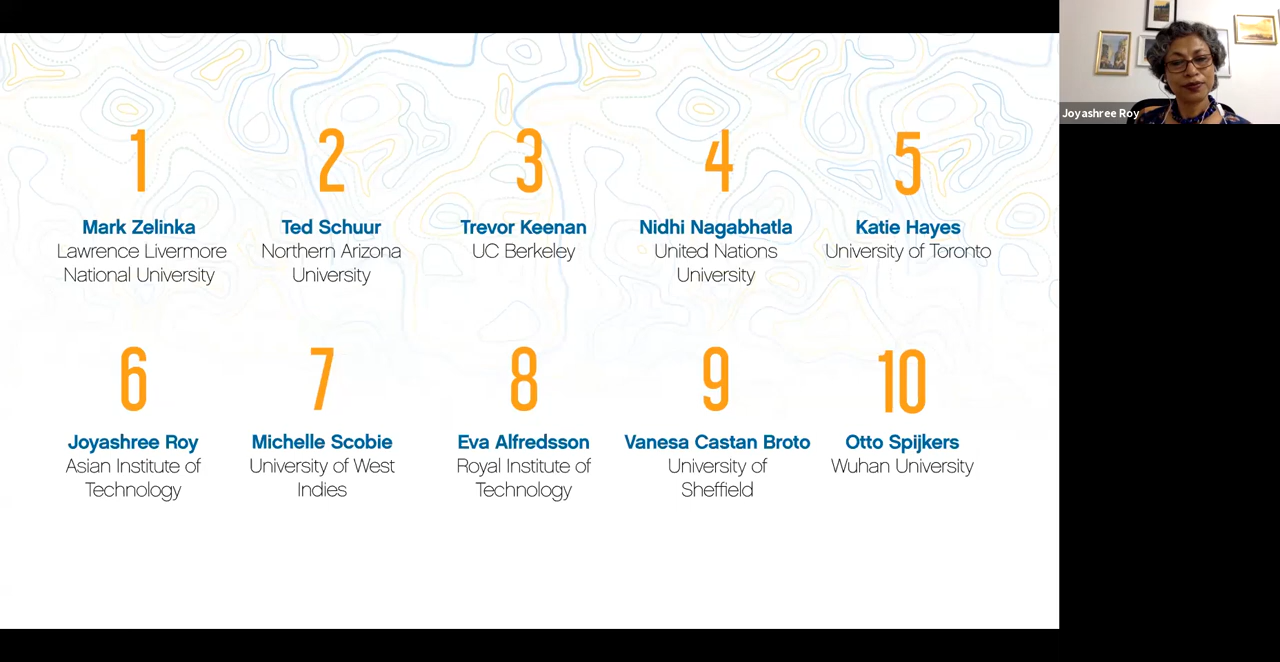 1
Mark Zelinka
Lawrence Livermore
National University
2
Ted Schuur
Northern Arizona
University
3
Trevor Keenan
UC Berkeley
4
Nidhi Nagabhatla
United Nations
University
5
Katie Hayes
University of Toronto
6
Joyashree Roy
Asian Institute of
Technology
7
Michelle Scobie
University of West
Indies
8
Eva Alfredsson
Royal Institute of
Technology
9
Vanesa Castan Broto
University of
Sheffield
10
Otto Spijkers
Wuhan University
Joyashree Roy